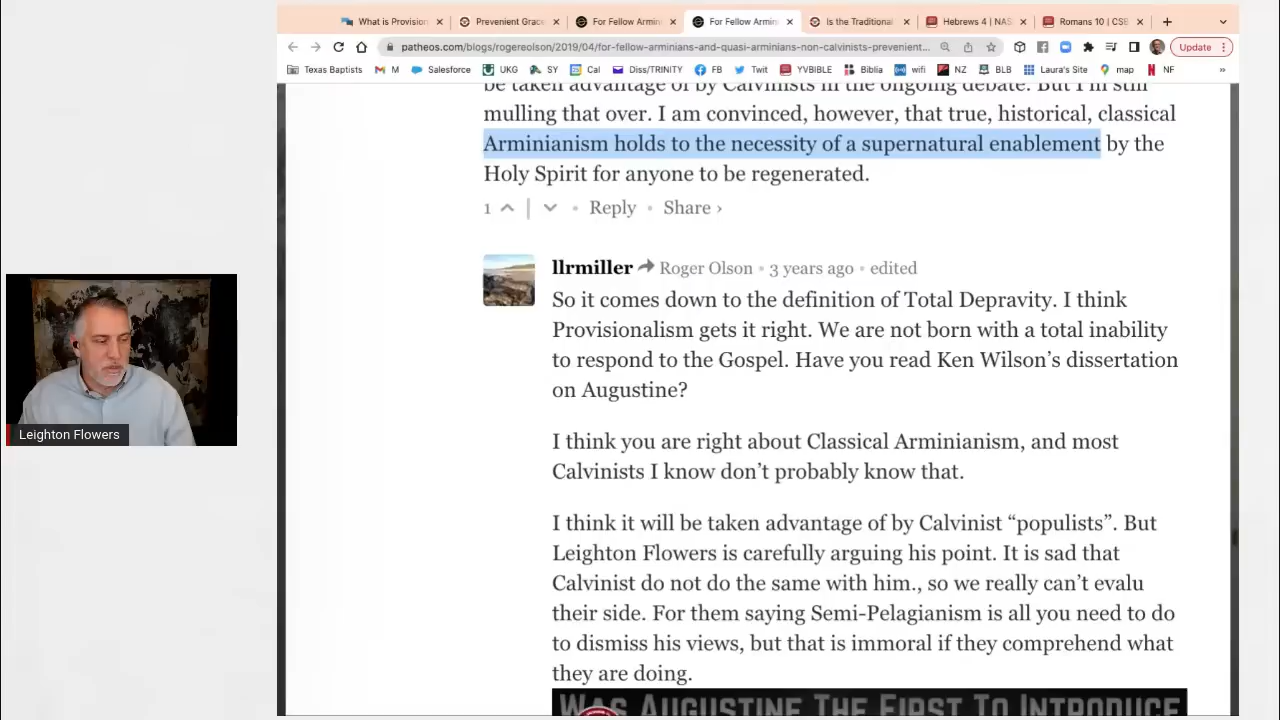 What is Provision
Prevenient Grace
For Fellow Armini
For Fellow Armini
Is the Traditional
Hebrews 4 | NAS
Romans 10 | CSB
patheos.com/blogs/rogereolson/2019/04/for-fellow-arminians-and-quasi-arminians-non-calvinists-prevenient...
Update
Texas Baptists
M
Salesforce
UKG
SY
Cal
Diss/TRINITY
FB
Twit
YVBIBLE
Biblia
wifi
NZ
BLB
Laura's Site
map
NF
»
be taken advantage of by Calvinists in the ongoing debate. But I'm still
mulling that over. I am convinced, however, that true, historical, classical
Arminianism holds to the necessity of a supernatural enablement by the
Holy Spirit for anyone to be regenerated.
1 • Reply • Share ›
llrmiller Roger Olson • 3 years ago • edited
So it comes down to the definition of Total Depravity. I think
Provisionalism gets it right. We are not born with a total inability
to respond to the Gospel. Have you read Ken Wilson's dissertation
on Augustine?
I think you are right about Classical Arminianism, and most
Calvinists I know don't probably know that.
I think it will be taken advantage of by Calvinist “populists”. But
Leighton Flowers is carefully arguing his point. It is sad that
Calvinist do not do the same with him., so we really can't evalu
their side. For them saying Semi-Pelagianism is all you need to do
to dismiss his views, but that is immoral if they comprehend what
they are doing.
WAS AUGUSTINE THE FIRST TO INTRODUCE
Leighton Flowers